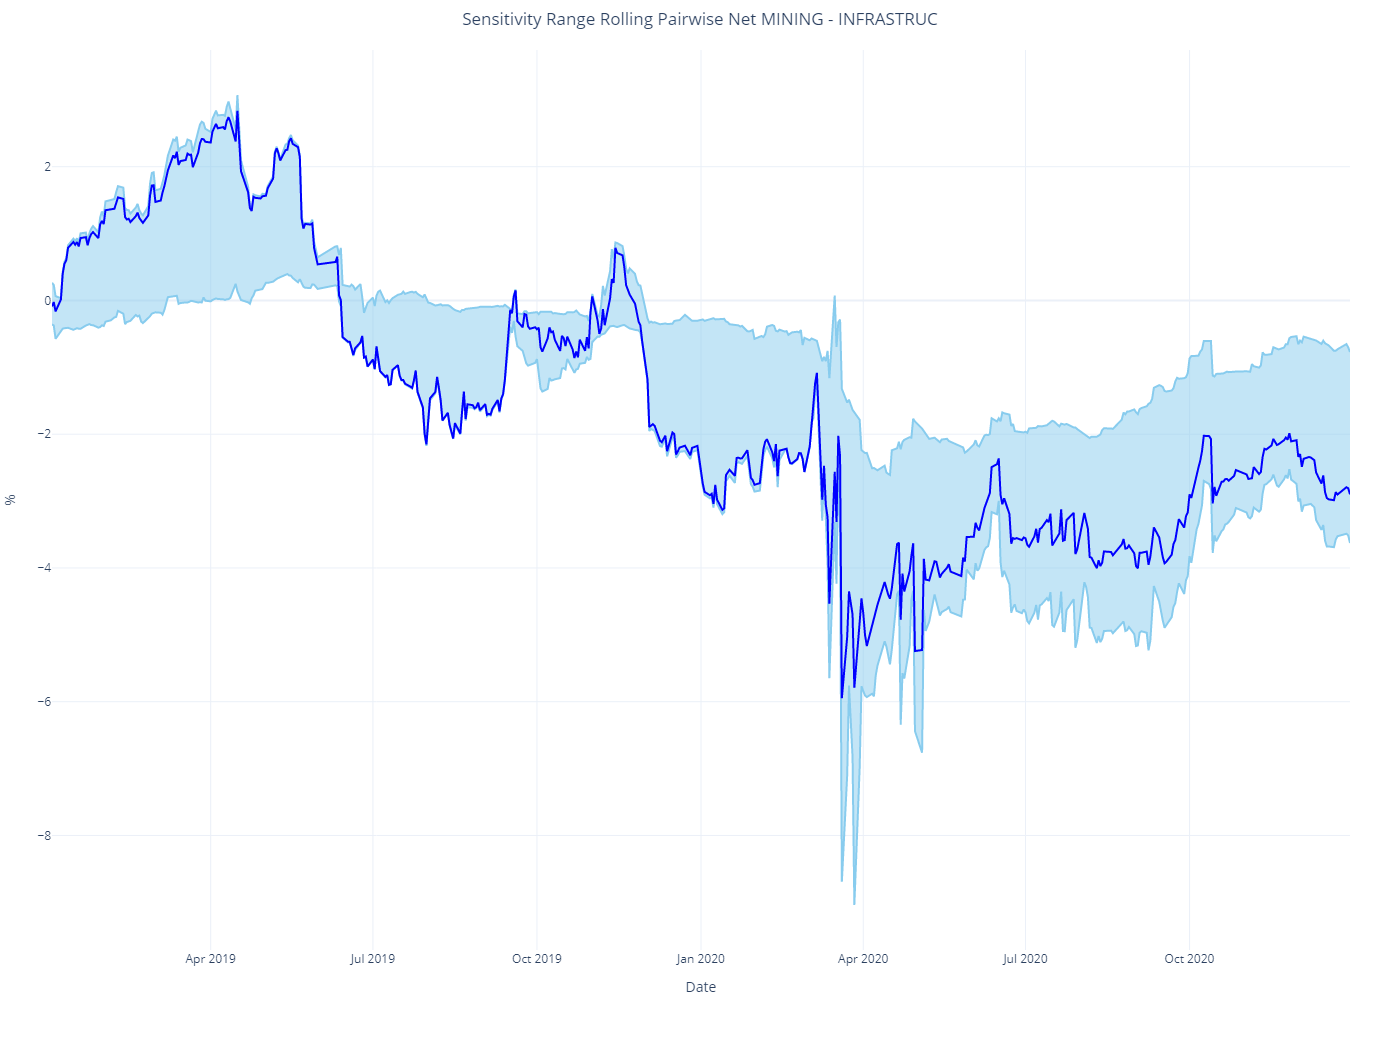 Sensitivity Range Rolling Pairwise Net MINING - INFRASTRUC
%
2
0
−2
−4
−6
−8
Apr 2019
Jul 2019
Oct 2019
Jan 2020
Apr 2020
Jul 2020
Oct 2020
Date